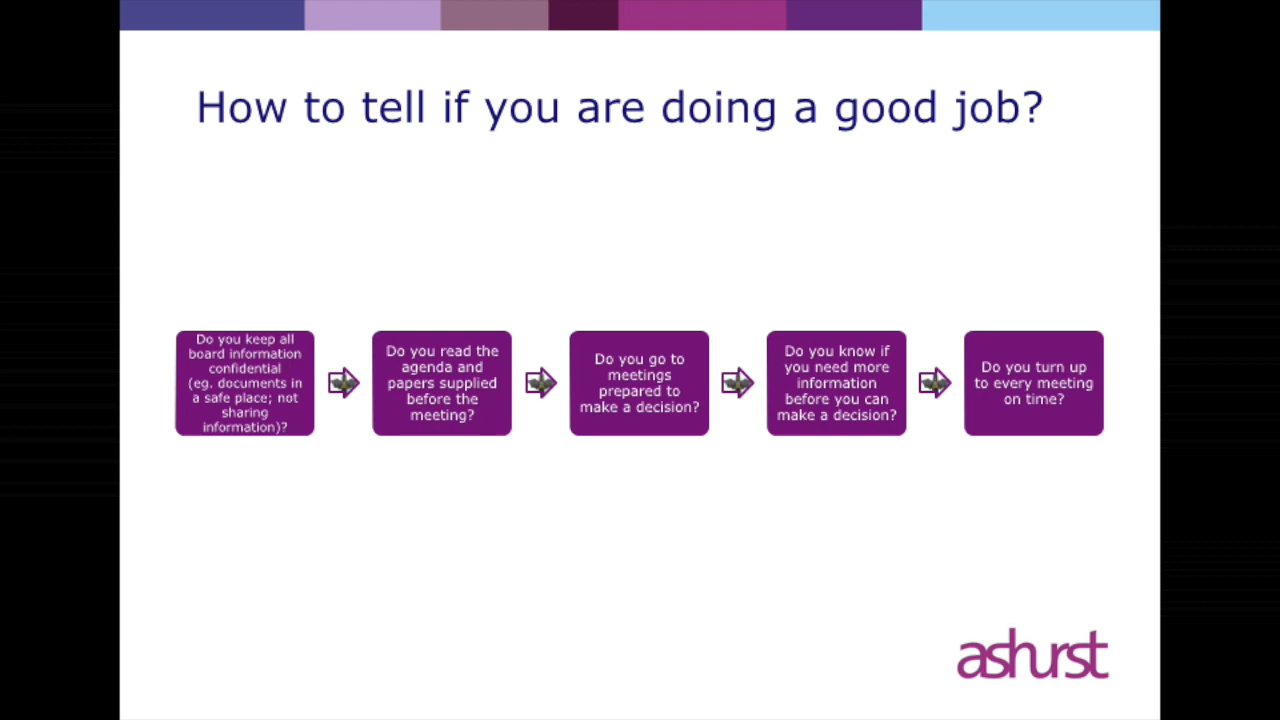 How to tell if you are doing a good job?
Do you keep all
board information
confidential
(eg. documents in
a safe place; not
sharing
information)?
Do you read the
agenda and
papers supplied
before the
meeting?
Do you go to
meetings
prepared to
make a decision?
Do you know if
you need more
information
before you can
make a decision?
Do you turn up
to every meeting
on time?
ashurst